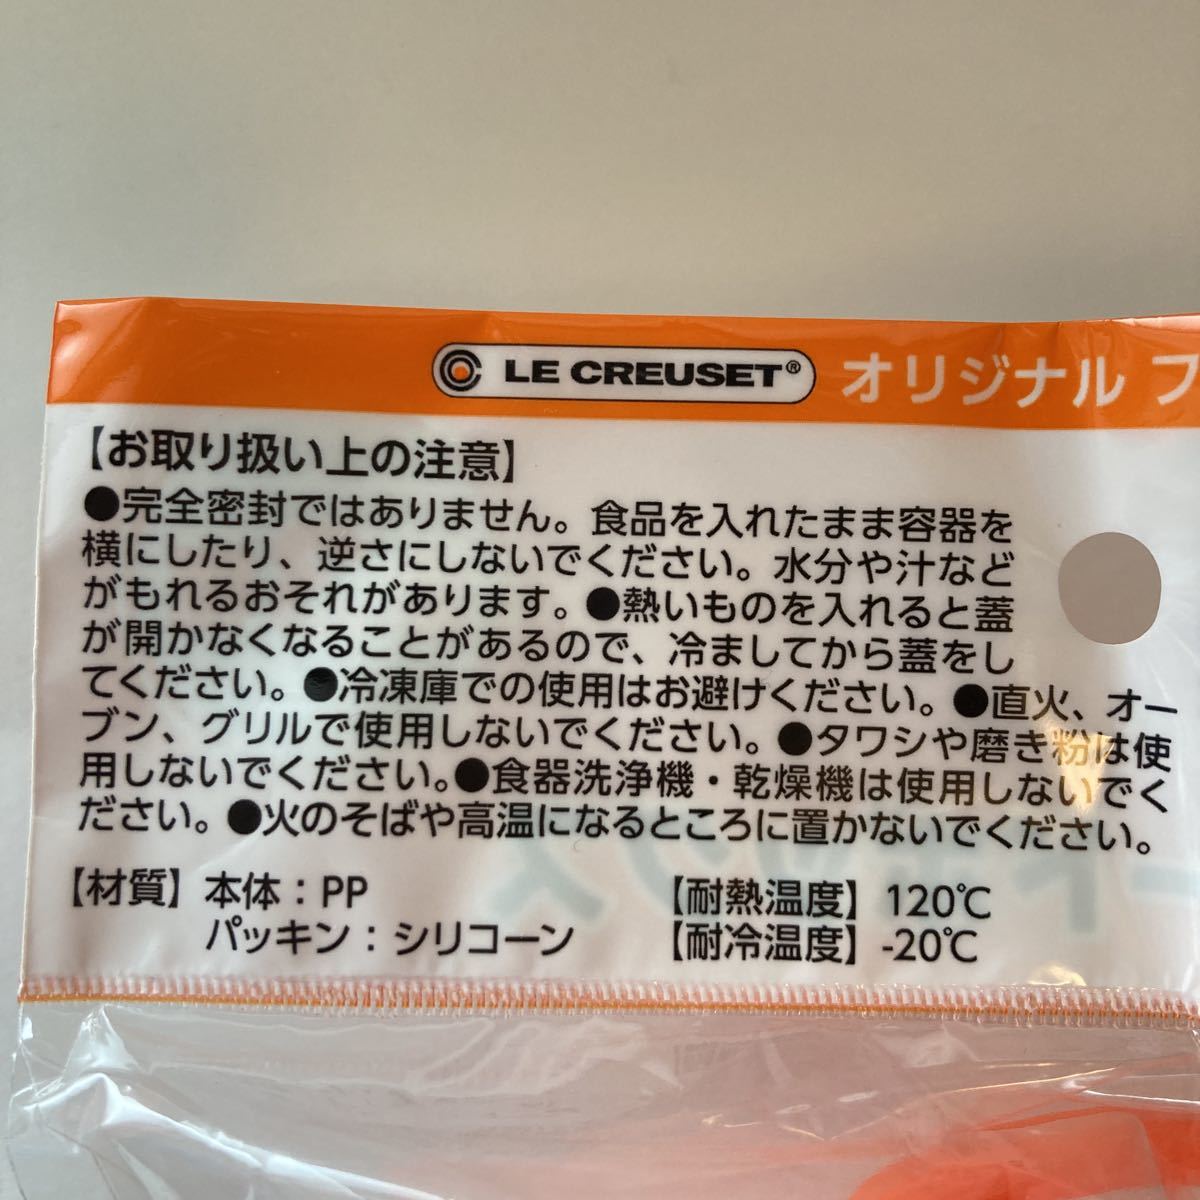 LE CREUSET® オリジナル フ
【お取り扱い上の注意】
●完全密封ではありません。食品を入れたまま容器を
横にしたり、逆さにしないでください。水分や汁など
がもれるおそれがあります。●熱いものを入れると蓋
が開かなくなることがあるので、冷ましてから蓋をし
てください。●冷凍庫での使用はお避けください。●直火、オー
ブン、グリルで使用しないでください。●タワシや磨き粉は使
用しないでください。●食器洗浄機・乾燥機は使用しないでく
ださい。●火のそばや高温になるところに置かないでください。
【材質】本体：PP 【耐熱温度】120℃
パッキン：シリコーン 【耐冷温度】-20℃